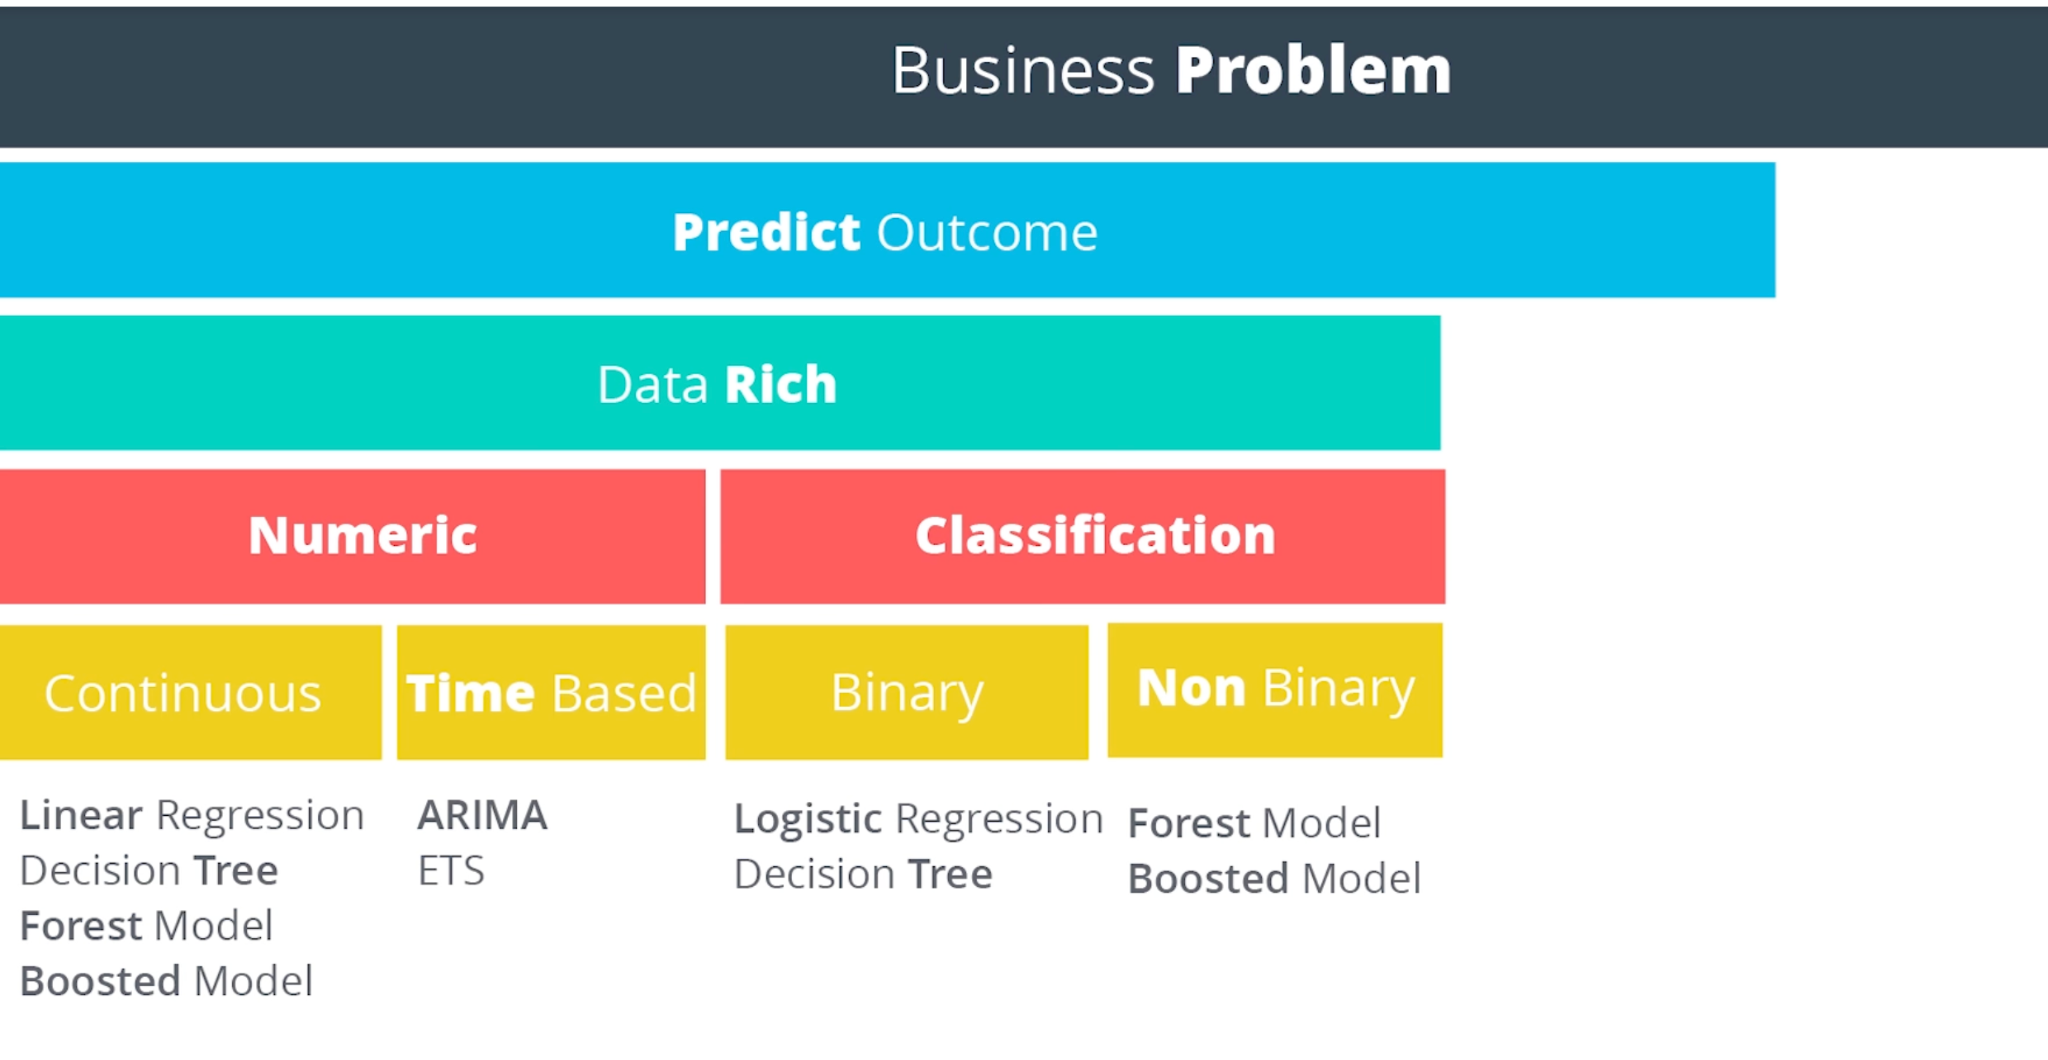 Business Problem
Predict Outcome
Data Rich
Numeric
Classification
Continuous
Time Based
Binary
Non Binary
Linear Regression
Decision Tree
Forest Model
Boosted Model
ARIMA
ETS
Logistic Regression
Decision Tree
Forest Model
Boosted Model